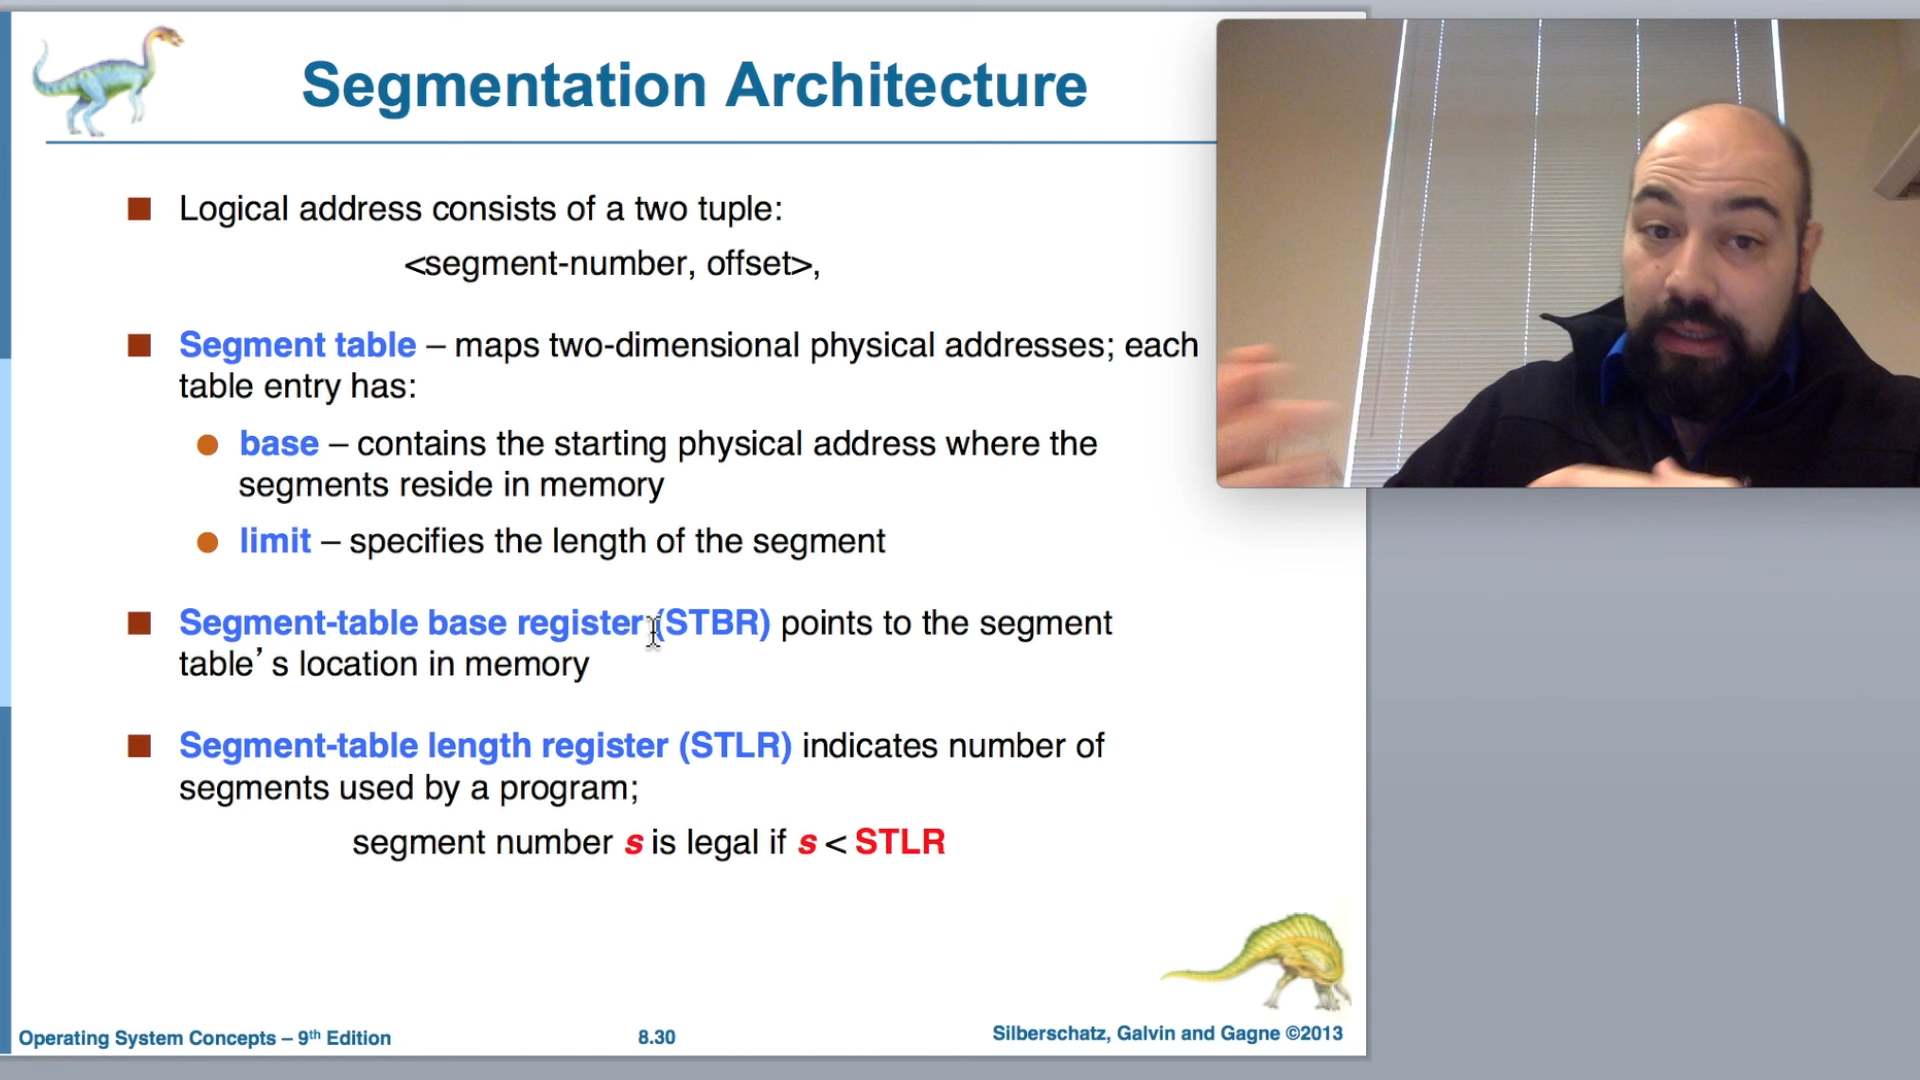 Segmentation Architecture
Logical address consists of a two tuple:
<segment-number, offset>,
Segment table – maps two-dimensional physical addresses; each
table entry has:
base – contains the starting physical address where the
segments reside in memory
limit – specifies the length of the segment
Segment-table base register (STBR) points to the segment
table’s location in memory
Segment-table length register (STLR) indicates number of
segments used by a program;
segment number s is legal if s < STLR
Operating System Concepts – 9th Edition
8.30
Silberschatz, Galvin and Gagne ©2013